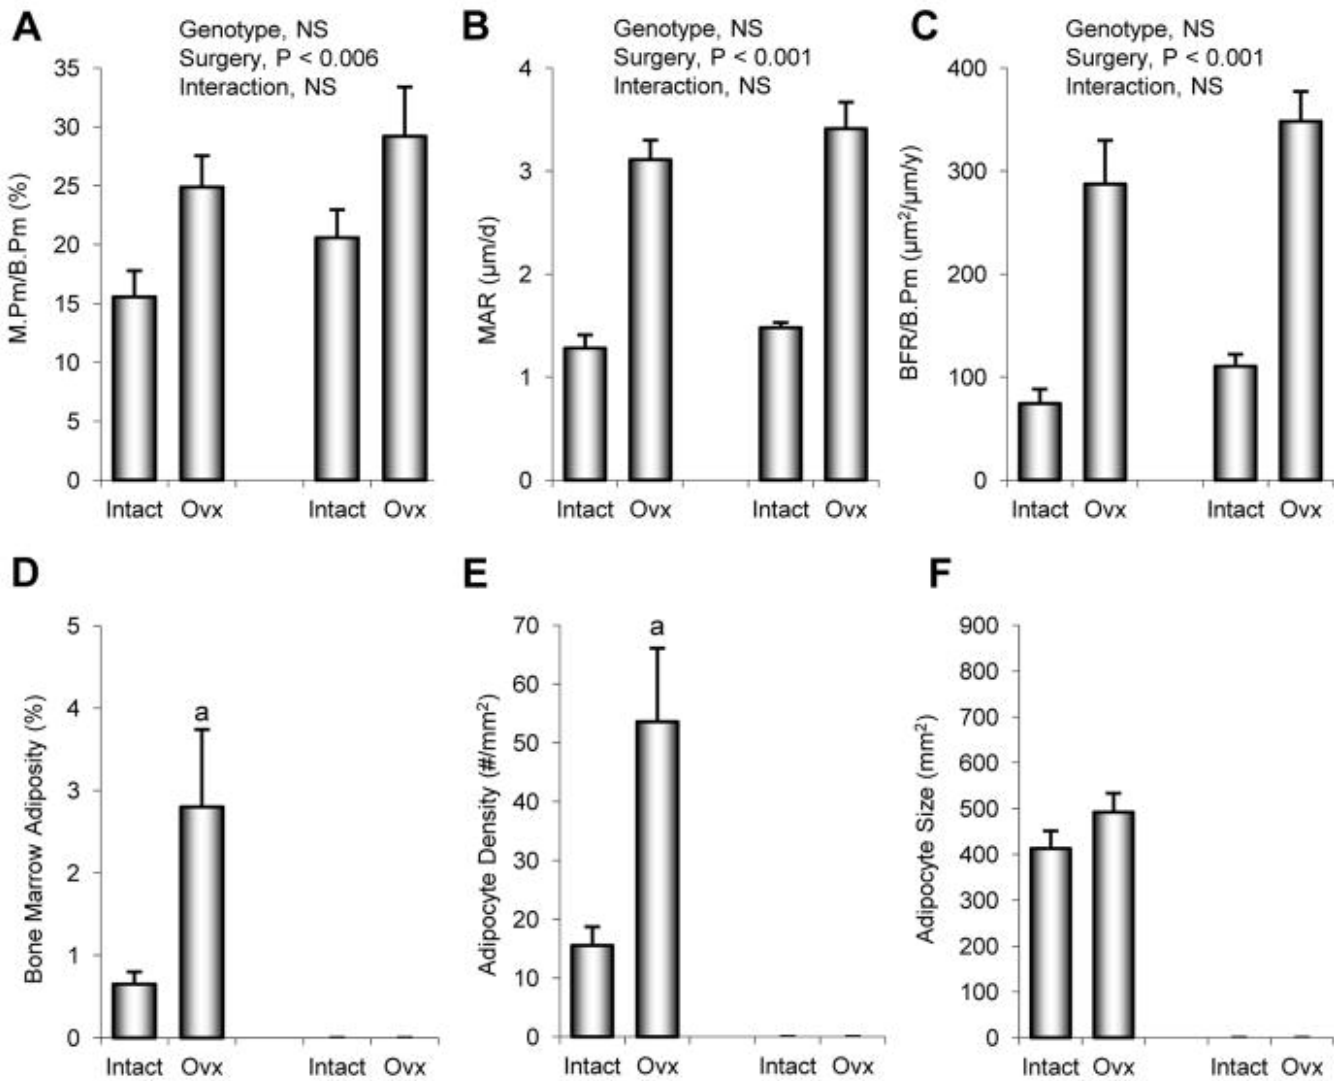 A
Genotype, NS
Surgery, P < 0.006
Interaction, NS
M.Pm/B.Pm (%)
35
30
25
20
15
10
5
0
Intact Ovx Intact Ovx
B
Genotype, NS
Surgery, P < 0.001
Interaction, NS
MAR (μm/d)
4
3
2
1
0
Intact Ovx Intact Ovx
C
Genotype, NS
Surgery, P < 0.001
Interaction, NS
BFR/B.Pm (μm²/μm/y)
400
300
200
100
0
Intact Ovx Intact Ovx
D
Bone Marrow Adiposity (%)
5
4
3
2
1
0
a
Intact Ovx Intact Ovx
E
Adipocyte Density (#/mm²)
70
60
50
40
30
20
10
0
a
Intact Ovx Intact Ovx
F
Adipocyte Size (mm²)
900
800
700
600
500
400
300
200
100
0
Intact Ovx Intact Ovx